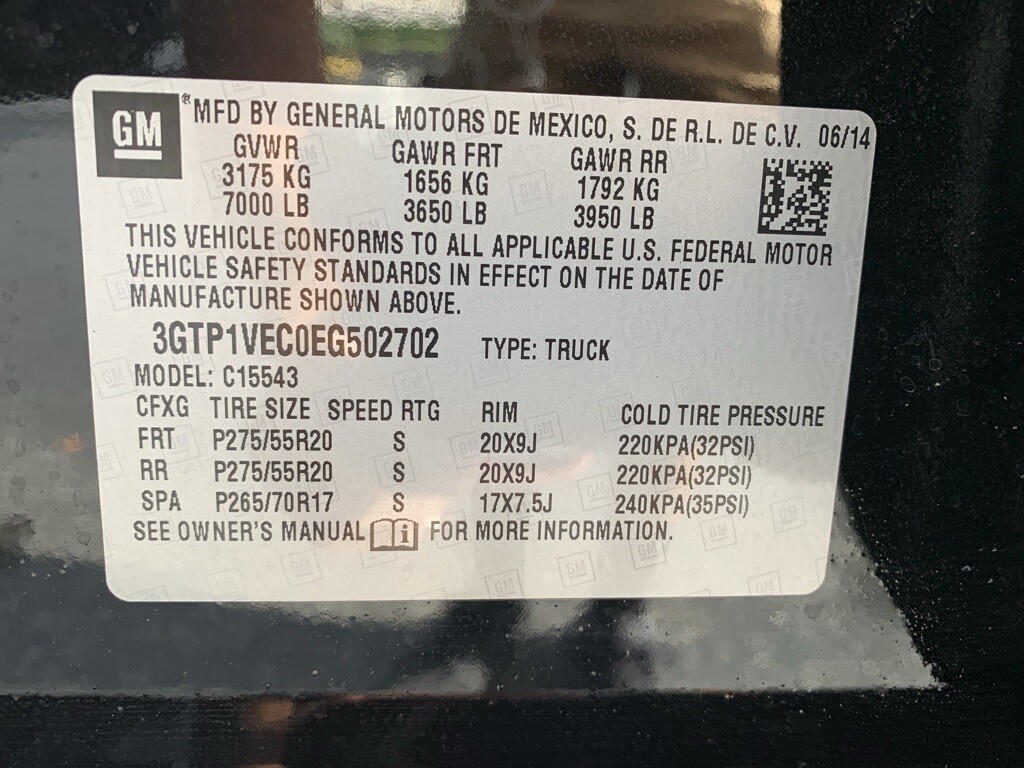 GM ® MFD BY GENERAL MOTORS DE MEXICO, S. DE R.L. DE C.V. 06/14
GVWR GAWR FRT GAWR RR
3175 KG 1656 KG 1792 KG
7000 LB 3650 LB 3950 LB
THIS VEHICLE CONFORMS TO ALL APPLICABLE U.S. FEDERAL MOTOR
VEHICLE SAFETY STANDARDS IN EFFECT ON THE DATE OF
MANUFACTURE SHOWN ABOVE.
3GTP1VEC0EG502702 TYPE: TRUCK
MODEL: C15543
CFXG TIRE SIZE SPEED RTG RIM COLD TIRE PRESSURE
FRT P275/55R20 S 20X9J 220KPA(32PSI)
RR P275/55R20 S 20X9J 220KPA(32PSI)
SPA P265/70R17 S 17X7.5J 240KPA(35PSI)
SEE OWNER'S MANUAL FOR MORE INFORMATION.